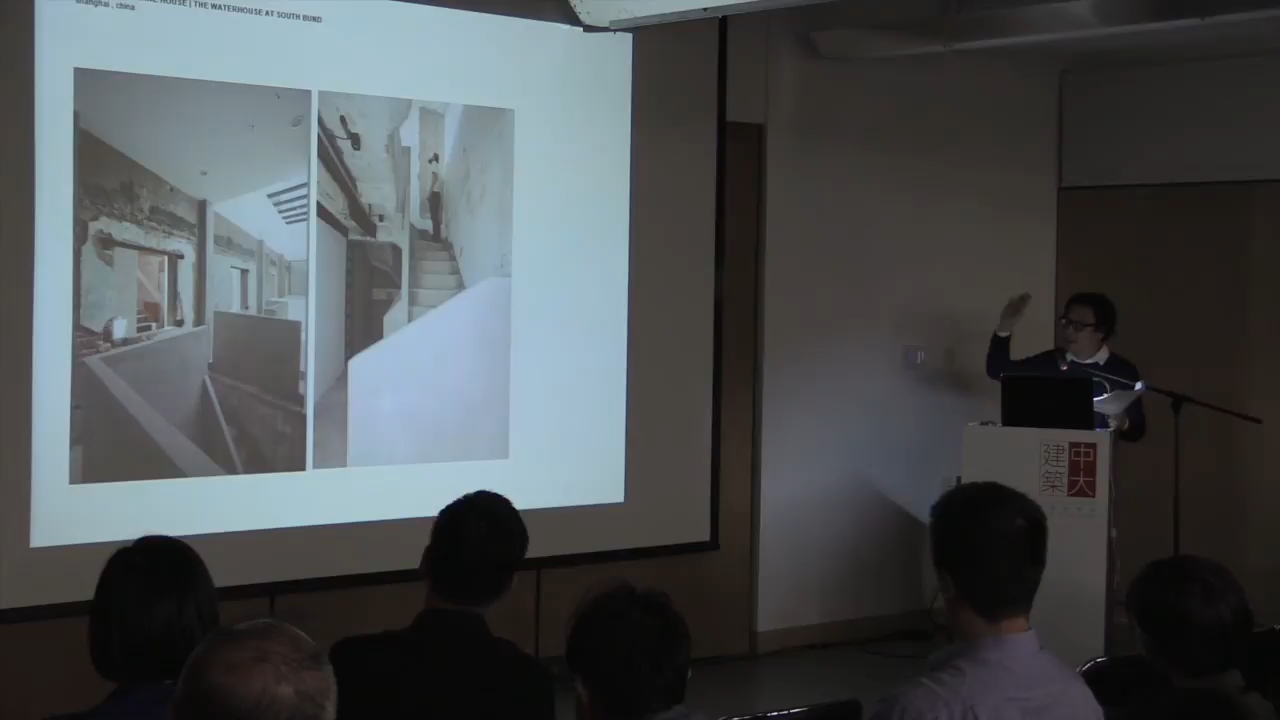 HOUSE | THE WATERHOUSE AT SOUTH BUND
shanghai , china
建築
中大